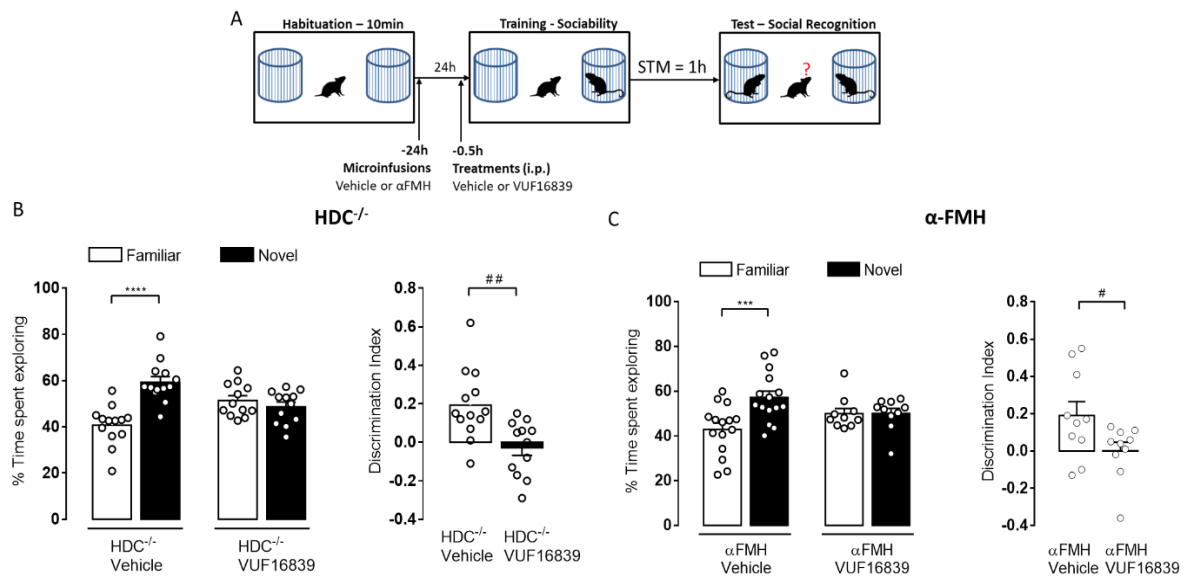 A
Habituation – 10min
Training - Sociability
Test – Social Recognition
24h
STM = 1h
?
-24h
-0.5h
Microinfusions
Treatments (i.p.)
Vehicle or αFMH
Vehicle or VUF16839
B
HDC-/-
Familiar
Novel
% Time spent exploring
100
80
60
40
20
0
****
HDC-/-
Vehicle
HDC-/-
VUF16839
Discrimination Index
0.8
0.6
0.4
0.2
0.0
-0.2
-0.4
##
HDC-/-
Vehicle
HDC-/-
VUF16839
C
α-FMH
Familiar
Novel
% Time spent exploring
100
80
60
40
20
0
***
αFMH
Vehicle
αFMH
VUF16839
Discrimination Index
0.8
0.6
0.4
0.2
0.0
-0.2
-0.4
#
αFMH
Vehicle
αFMH
VUF16839